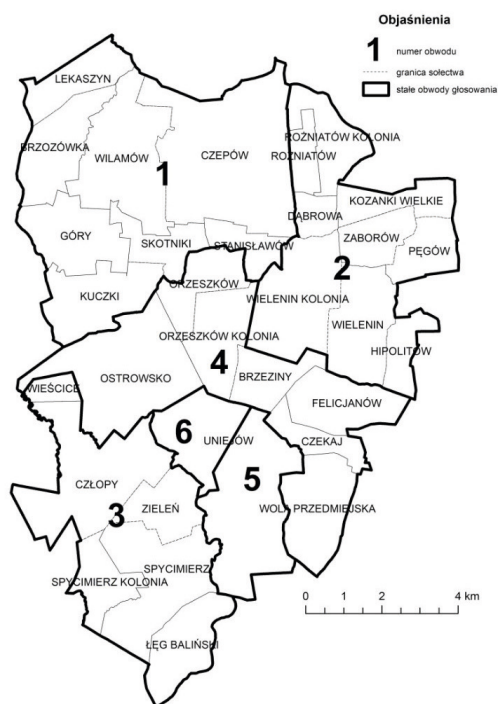 Objaśnienia
1 numer obwodu
granica sołectwa
stałe obwody głosowania
LEKASZYN
BRZOZÓWKA
WILAMÓW
CZEPÓW
ROŹNIATÓW KOLONIA
ROŹNIATÓW
1
KOZANKI WIELKIE
DĄBROWA
GÓRY
SKOTNIKI
STANISŁAWÓW
ZABORÓW
PĘGÓW
2
ORZESZKÓW
KUCZKI
WIELENIN KOLONIA
WIELENIN
ORZESZKÓW KOLONIA
HIPOLITÓW
4
BRZEZINY
OSTROWSKO
WIEŚCICE
FELICJANÓW
6
UNIEJÓW
CZEKAJ
5
CZŁOPY
ZIELEŃ
WOLA PRZEDMIEJSKA
3
SPYCIMIERZ
SPYCIMIERZ KOLONIA
0 1 2 4 km
ŁĘG BALIŃSKI